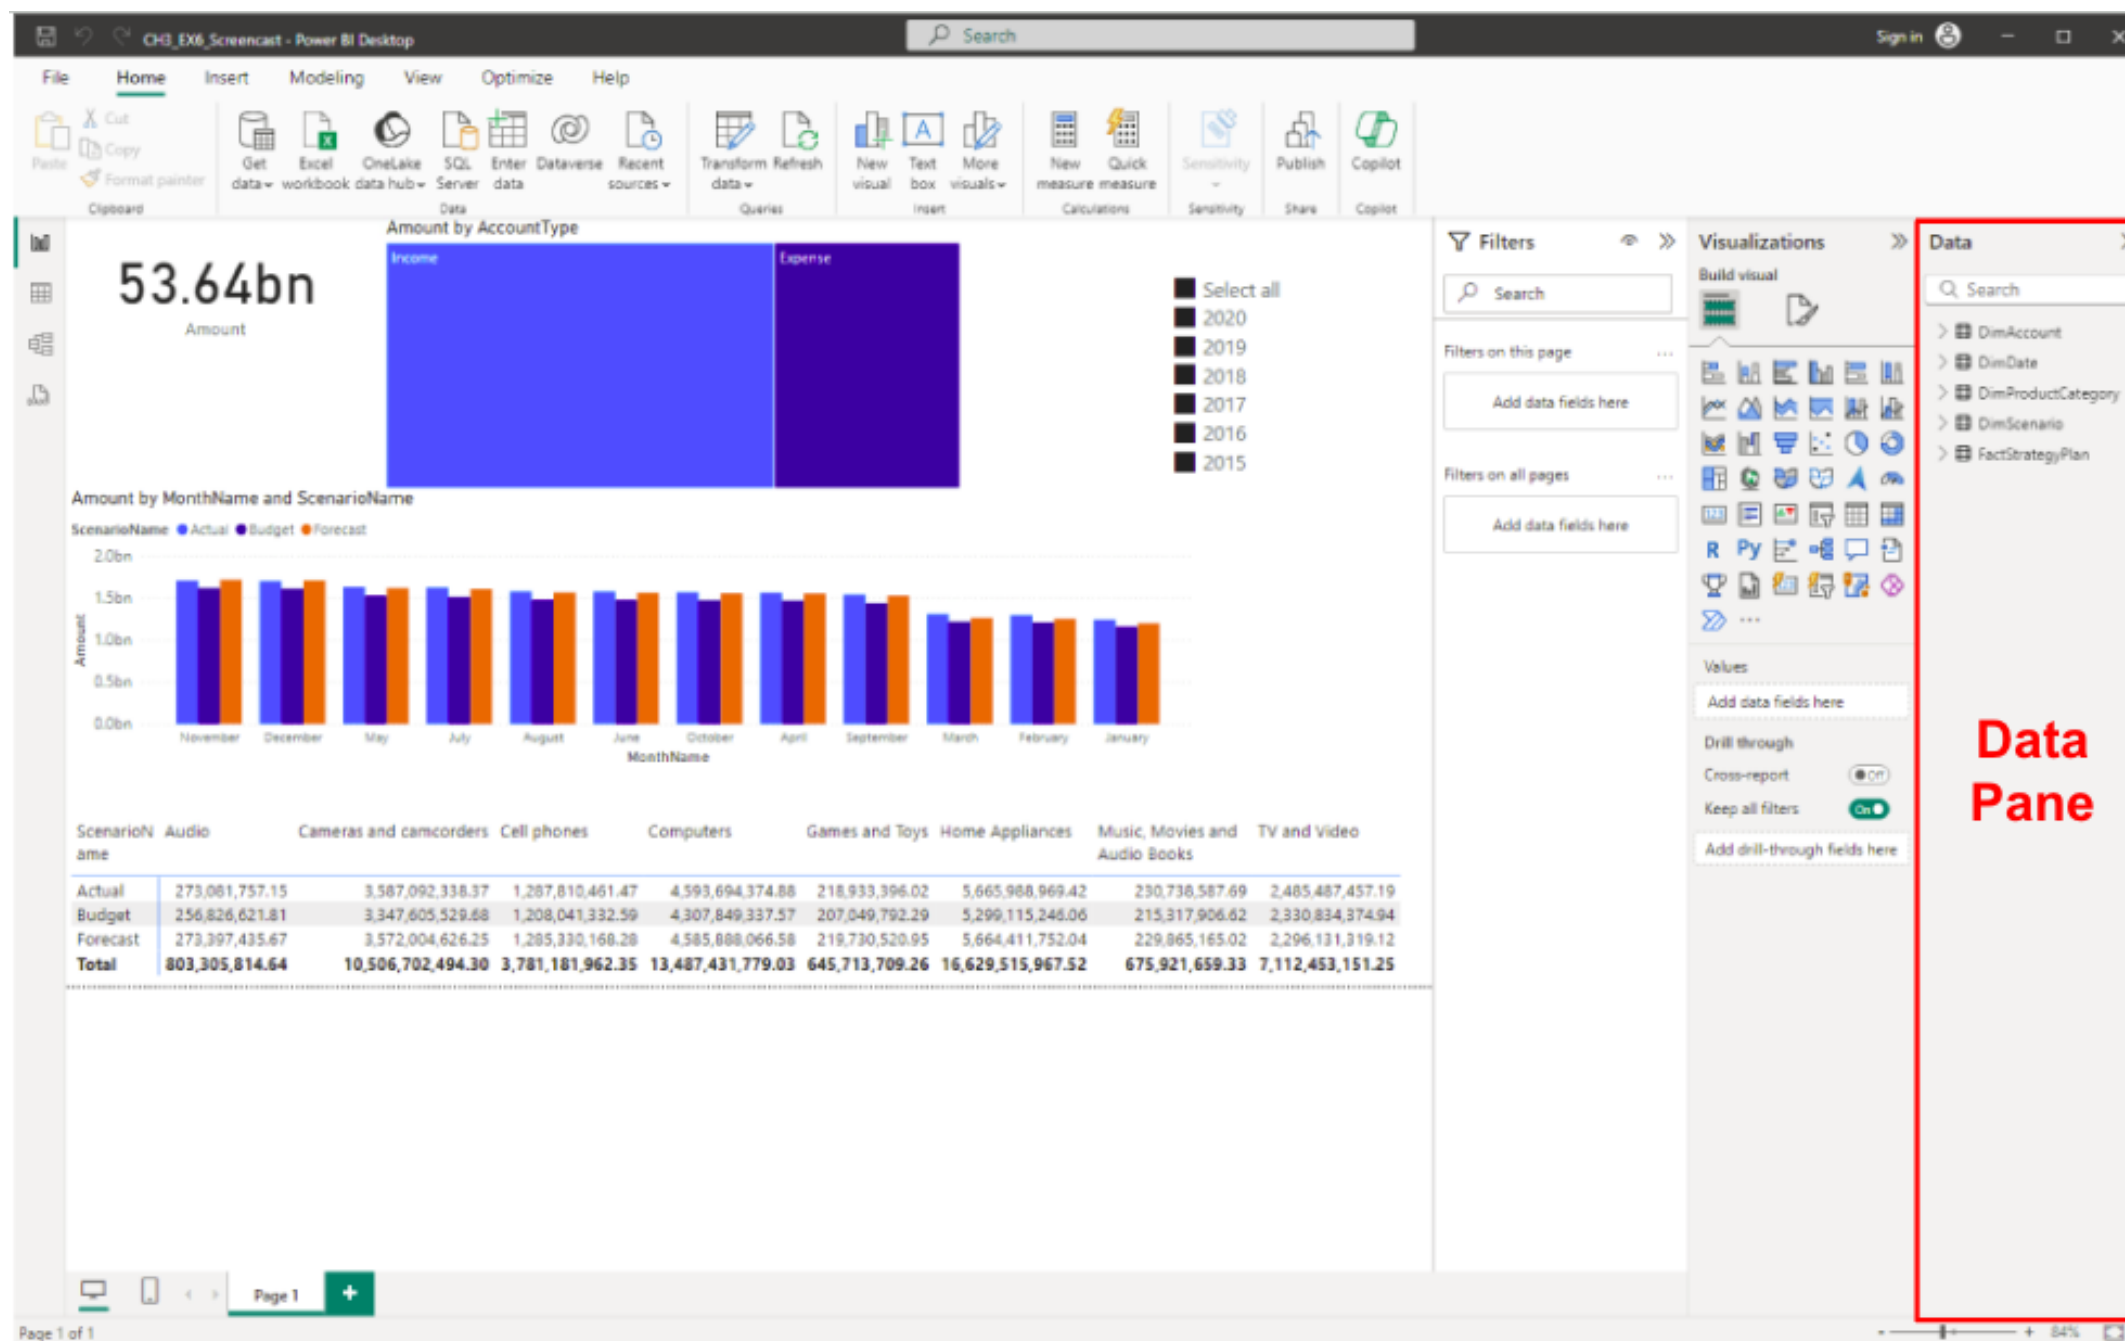 CH3_EX6_Screencast - Power BI Desktop
Search
Sign in
File Home Insert Modeling View Optimize Help
Paste
Cut
Copy
Format painter
Clipboard
Get data
Excel workbook
OneLake data hub
SQL Server
Enter data
Dataverse
Recent sources
Data
Transform data
Refresh
Queries
New visual
Text box
More visuals
Insert
New measure
Quick measure
Calculations
Sensitivity
Sensitivity
Publish
Share
Copilot
Copilot
53.64bn
Amount
Amount by AccountType
Income
Expense
Select all
2020
2019
2018
2017
2016
2015
Amount by MonthName and ScenarioName
ScenarioName Actual Budget Forecast
2.0bn
1.5bn
1.0bn
0.5bn
0.0bn
Amount
November December May July August June October April September March February January
MonthName
ScenarioName Audio Cameras and camcorders Cell phones Computers Games and Toys Home Appliances Music, Movies and Audio Books TV and Video
Actual 273,081,757.15 3,587,092,338.37 1,287,810,461.47 4,593,694,374.88 218,933,396.02 5,665,988,969.42 230,738,587.69 2,485,487,457.19
Budget 256,826,621.81 3,347,605,529.68 1,208,041,332.59 4,307,849,337.57 207,049,792.29 5,299,115,246.06 215,317,906.62 2,330,834,374.94
Forecast 273,397,435.67 3,572,004,626.25 1,285,330,168.28 4,585,888,066.58 219,730,520.95 5,664,411,752.04 229,865,165.02 2,296,131,319.12
Total 803,305,814.64 10,506,702,494.30 3,781,181,962.35 13,487,431,779.03 645,713,709.26 16,629,515,967.52 675,921,659.33 7,112,453,151.25
Filters
Search
Filters on this page
Add data fields here
Filters on all pages
Add data fields here
Visualizations
Build visual
123
R Py
Values
Add data fields here
Drill through
Cross-report Off
Keep all filters On
Add drill-through fields here
Data
Search
DimAccount
DimDate
DimProductCategory
DimScenario
FactStrategyPlan
Data
Pane
Page 1
+
Page 1 of 1
- + 84%